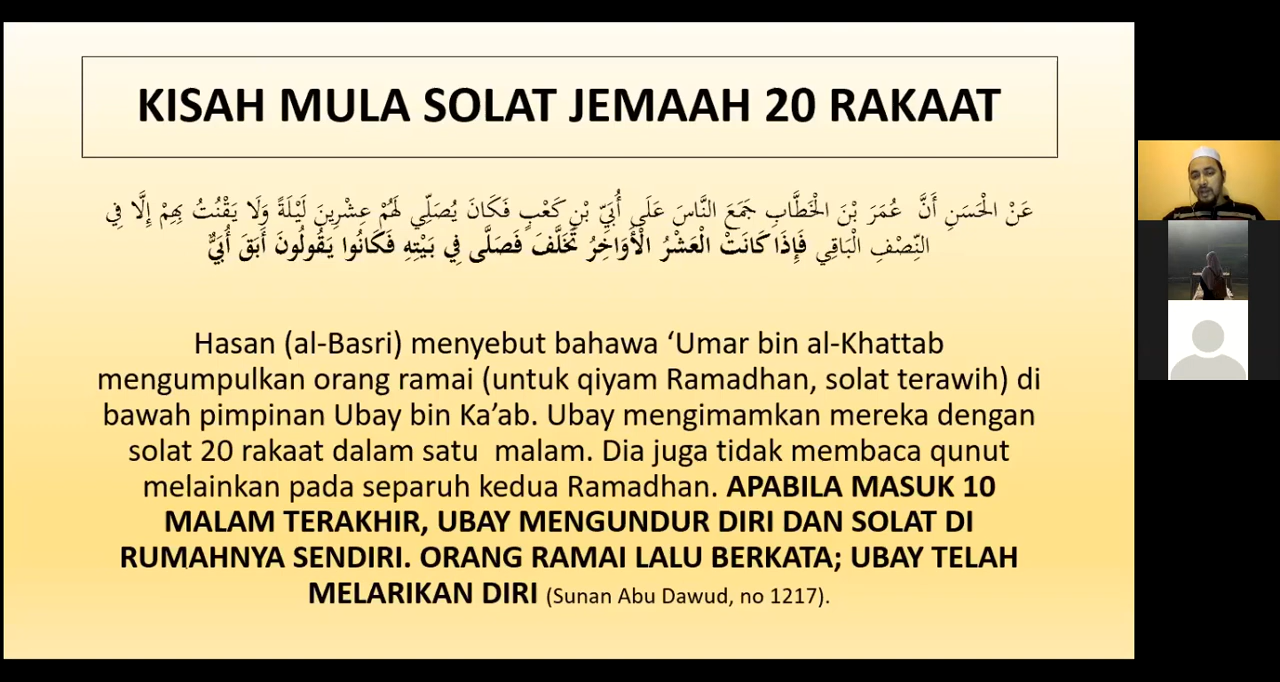 KISAH MULA SOLAT JEMAAH 20 RAKAAT
عَنْ الْحَسَنِ أَنَّ عُمَرَ بْنَ الْخَطَّابِ جَمَعَ النَّاسَ عَلَى أُبَيِّ بْنِ كَعْبٍ فَكَانَ يُصَلِّي لَهُمْ عِشْرِينَ لَيْلَةً وَلَا يَقْنُتُ بِهِمْ إِلَّا فِي
النِّصْفِ الْبَاقِي فَإِذَا كَانَتْ الْعَشْرُ الْأَوَاخِرُ تَخَلَّفَ فَصَلَّى فِي بَيْتِهِ فَكَانُوا يَقُولُونَ أَبَقَ أُبَيٌّ
Hasan (al-Basri) menyebut bahawa ‘Umar bin al-Khattab
mengumpulkan orang ramai (untuk qiyam Ramadhan, solat terawih) di
bawah pimpinan Ubay bin Ka’ab. Ubay mengimamkan mereka dengan
solat 20 rakaat dalam satu  malam. Dia juga tidak membaca qunut
melainkan pada separuh kedua Ramadhan. APABILA MASUK 10
MALAM TERAKHIR, UBAY MENGUNDUR DIRI DAN SOLAT DI
RUMAHNYA SENDIRI. ORANG RAMAI LALU BERKATA; UBAY TELAH
MELARIKAN DIRI (Sunan Abu Dawud, no 1217).